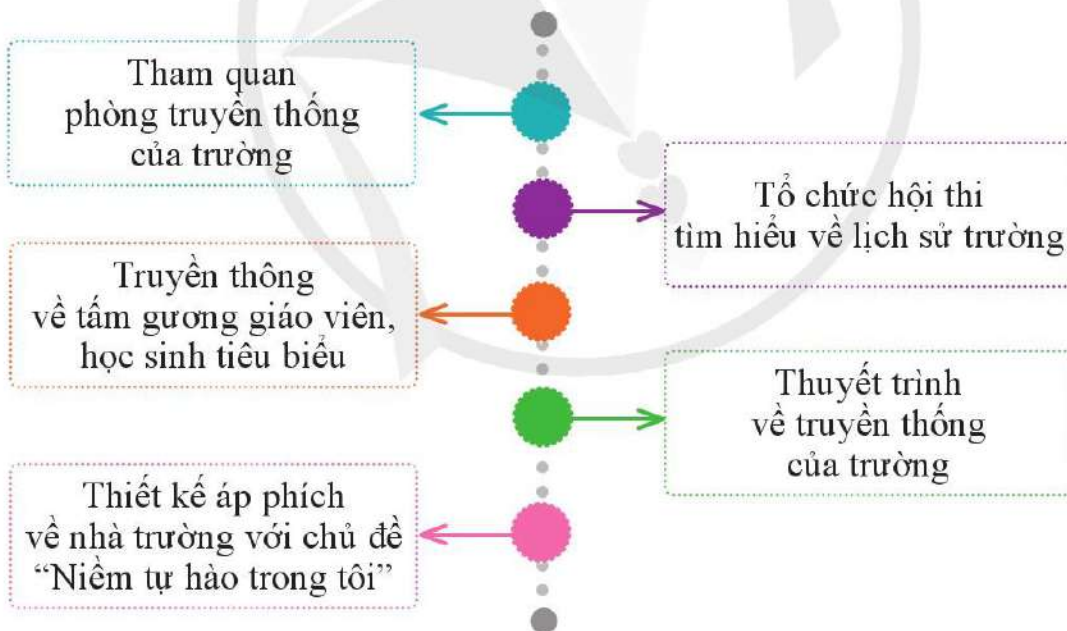 Tham quan
phòng truyền thống
của trường
Tổ chức hội thi
tìm hiểu về lịch sử trường
Truyền thông
về tấm gương giáo viên,
học sinh tiêu biểu
Thuyết trình
về truyền thống
của trường
Thiết kế áp phích
về nhà trường với chủ đề
“Niềm tự hào trong tôi”